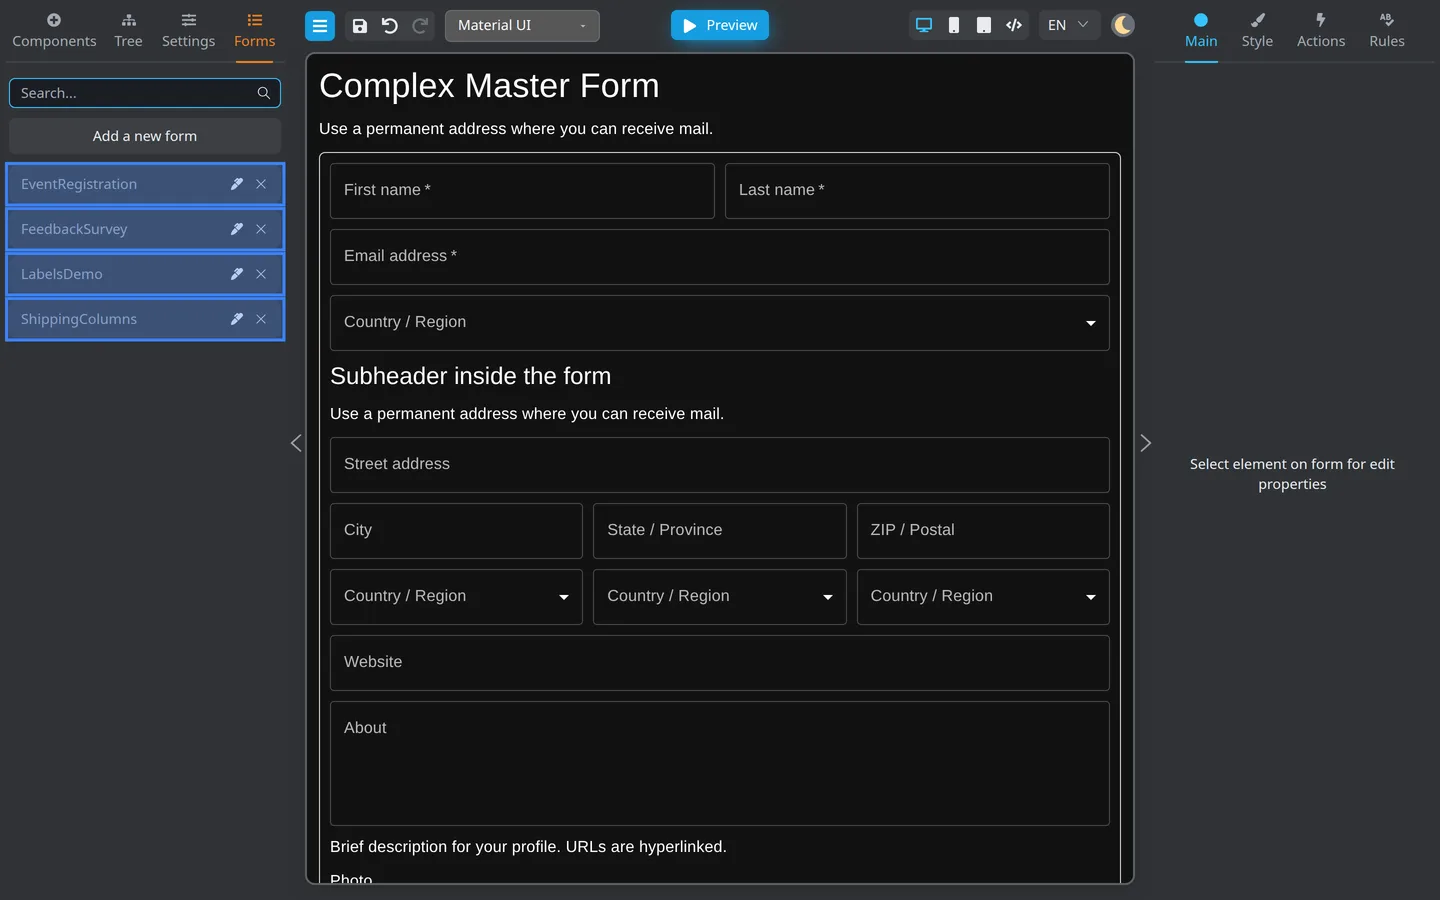 Components
Tree
Settings
Forms
Material UI
Preview
EN
Main
Style
Actions
Rules
Search...
Add a new form
EventRegistration
FeedbackSurvey
LabelsDemo
ShippingColumns
Complex Master Form
Use a permanent address where you can receive mail.
First name *
Last name *
Email address *
Country / Region
Subheader inside the form
Use a permanent address where you can receive mail.
Street address
City
State / Province
ZIP / Postal
Country / Region
Country / Region
Country / Region
Website
About
Brief description for your profile. URLs are hyperlinked.
Photo
Select element on form for edit
properties